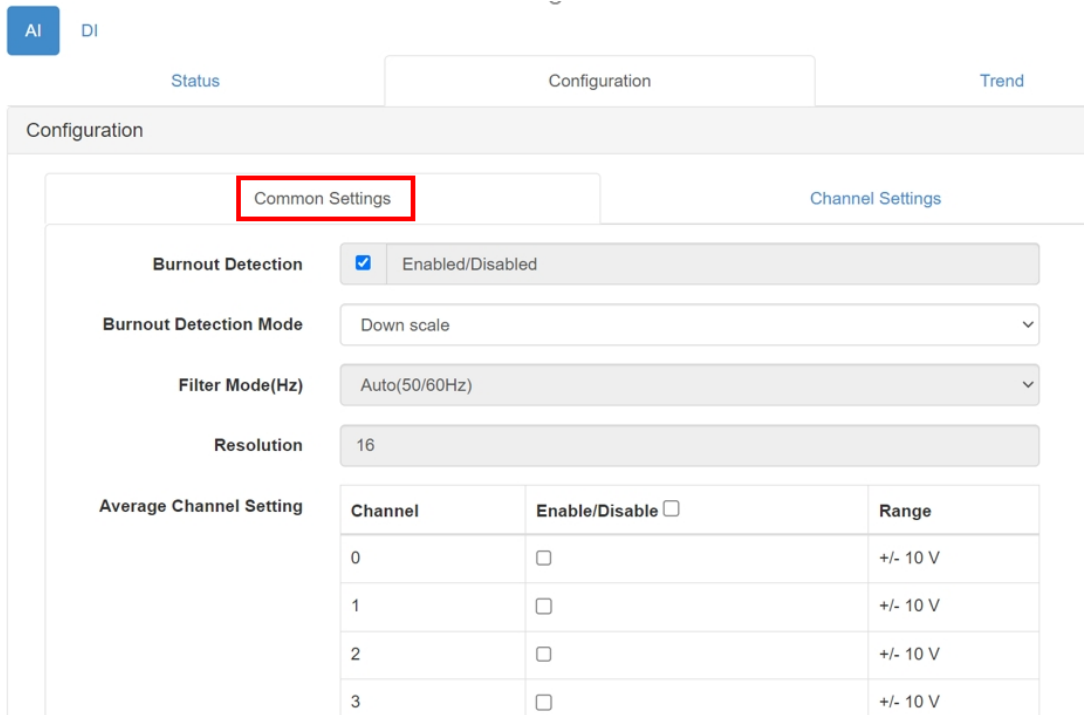 AI DI
Status Configuration Trend
Configuration
Common Settings Channel Settings
Burnout Detection Enabled/Disabled
Burnout Detection Mode Down scale
Filter Mode(Hz) Auto(50/60Hz)
Resolution 16
Average Channel Setting Channel Enable/Disable Range
0 +/- 10 V
1 +/- 10 V
2 +/- 10 V
3 +/- 10 V